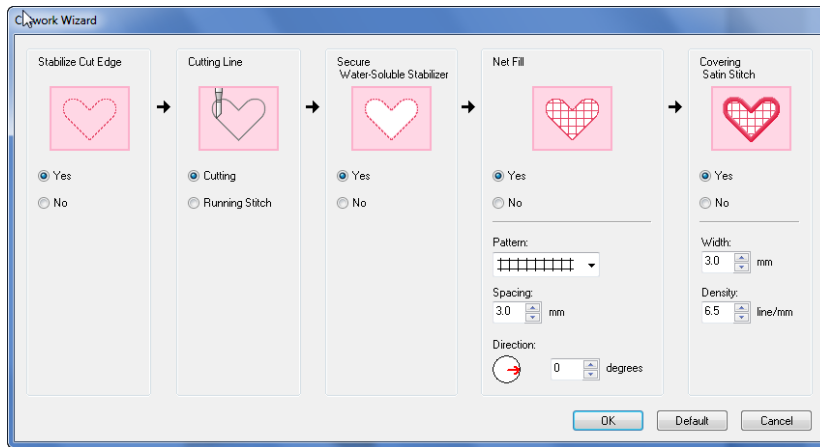 Cutwork Wizard
Stabilize Cut Edge
Yes
No
Cutting Line
Cutting
Running Stitch
Secure
Water-Soluble Stabilizer
Yes
No
Net Fill
Yes
No
Pattern:
Spacing:
3.0 mm
Direction:
0 degrees
Covering
Satin Stitch
Yes
No
Width:
3.0 mm
Density:
6.5 line/mm
OK Default Cancel